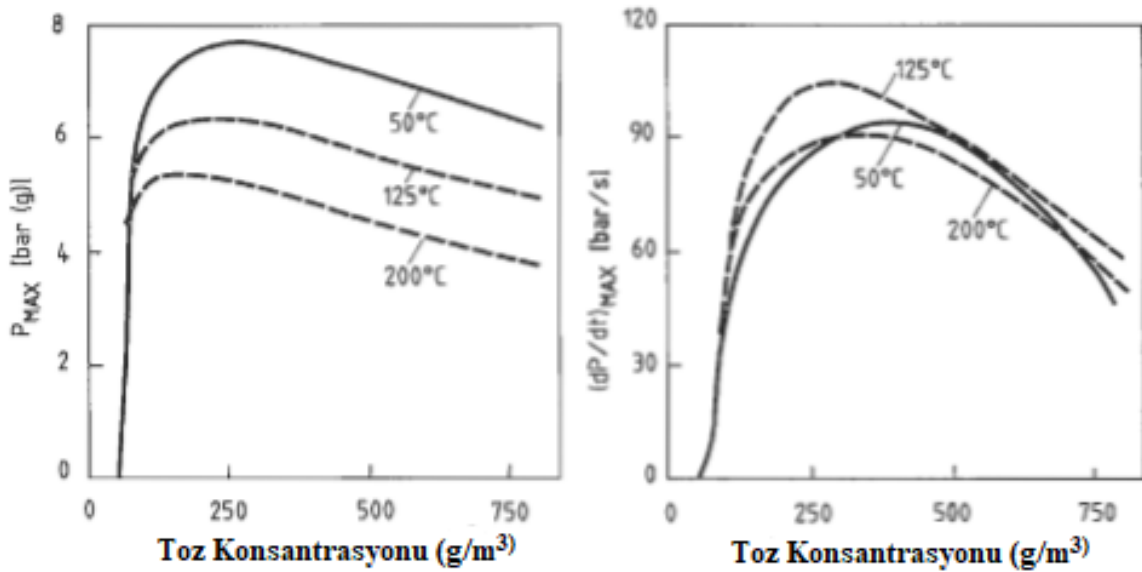 8
6
4
2
0
P_MAX [bar (g)]
50°C
125°C
200°C
0 250 500 750
Toz Konsantrasyonu (g/m³)
120
90
60
30
0
(dP/dt)_MAX [bar/s]
125°C
50°C
200°C
0 250 500 750
Toz Konsantrasyonu (g/m³)